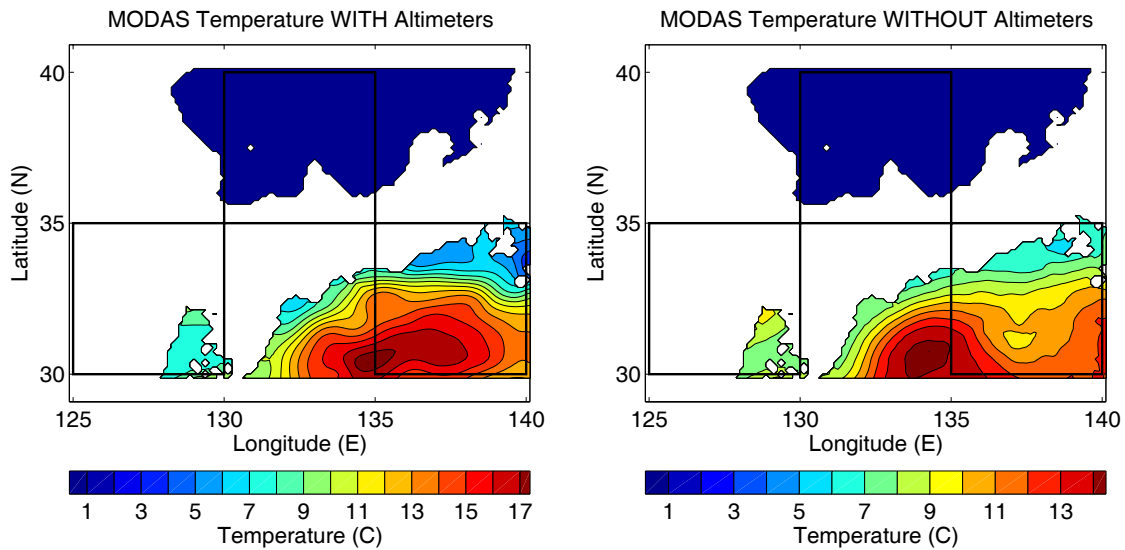 MODAS Temperature WITH Altimeters
40
35
30
Latitude (N)
125 130 135 140
Longitude (E)
1 3 5 7 9 11 13 15 17
Temperature (C)
MODAS Temperature WITHOUT Altimeters
40
35
30
Latitude (N)
125 130 135 140
Longitude (E)
1 3 5 7 9 11 13
Temperature (C)